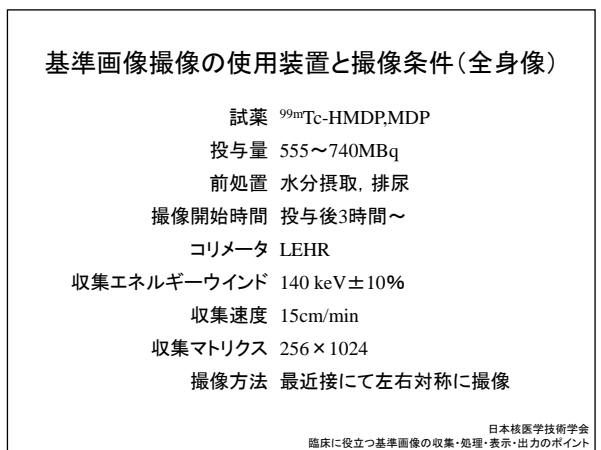 基準画像撮像の使用装置と撮像条件（全身像）
試薬 99mTc-HMDP,MDP
投与量 555～740MBq
前処置 水分摂取，排尿
撮像開始時間 投与後3時間～
コリメータ LEHR
収集エネルギーウインド 140 keV±10%
収集速度 15cm/min
収集マトリクス 256×1024
撮像方法 最近接にて左右対称に撮像
日本核医学技術学会
臨床に役立つ基準画像の収集・処理・表示・出力のポイント